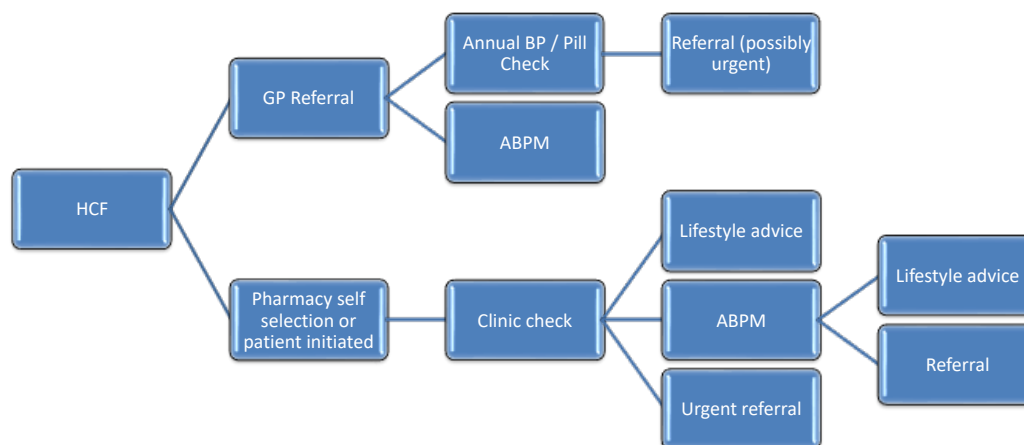 HCF
GP Referral
Annual BP / Pill
Check
Referral (possibly
urgent)
ABPM
Pharmacy self
selection or
patient initiated
Clinic check
Lifestyle advice
ABPM
Urgent referral
Lifestyle advice
Referral